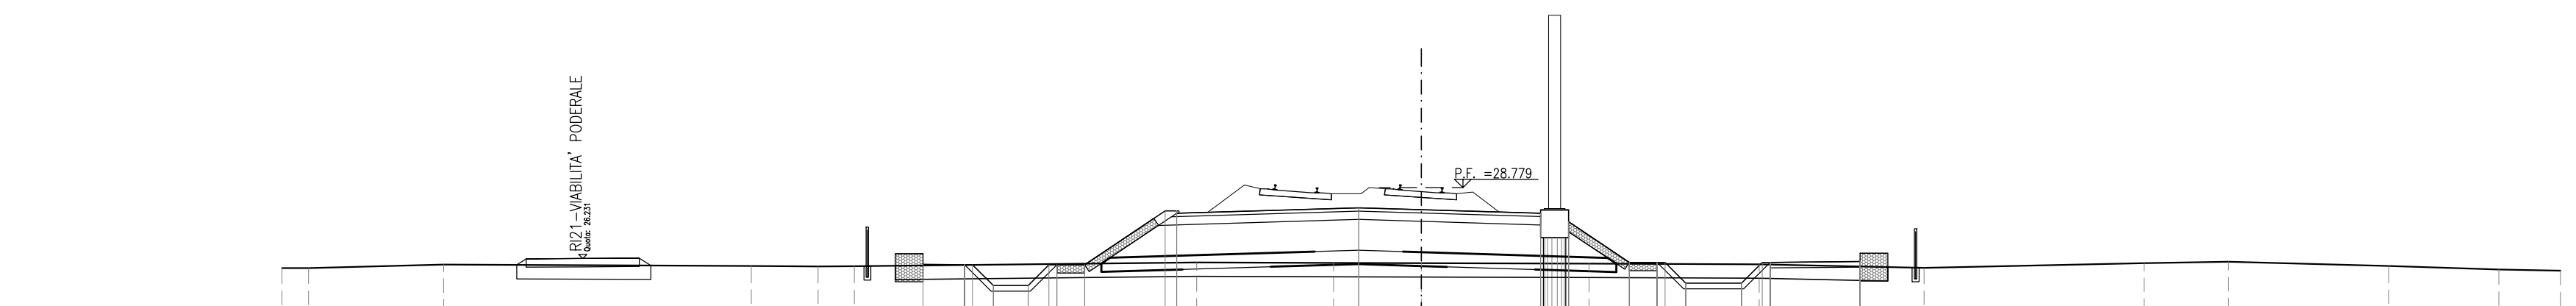 RI21-VIABILITA' PODERALE
Quota: 26.231
P.F. =28.779